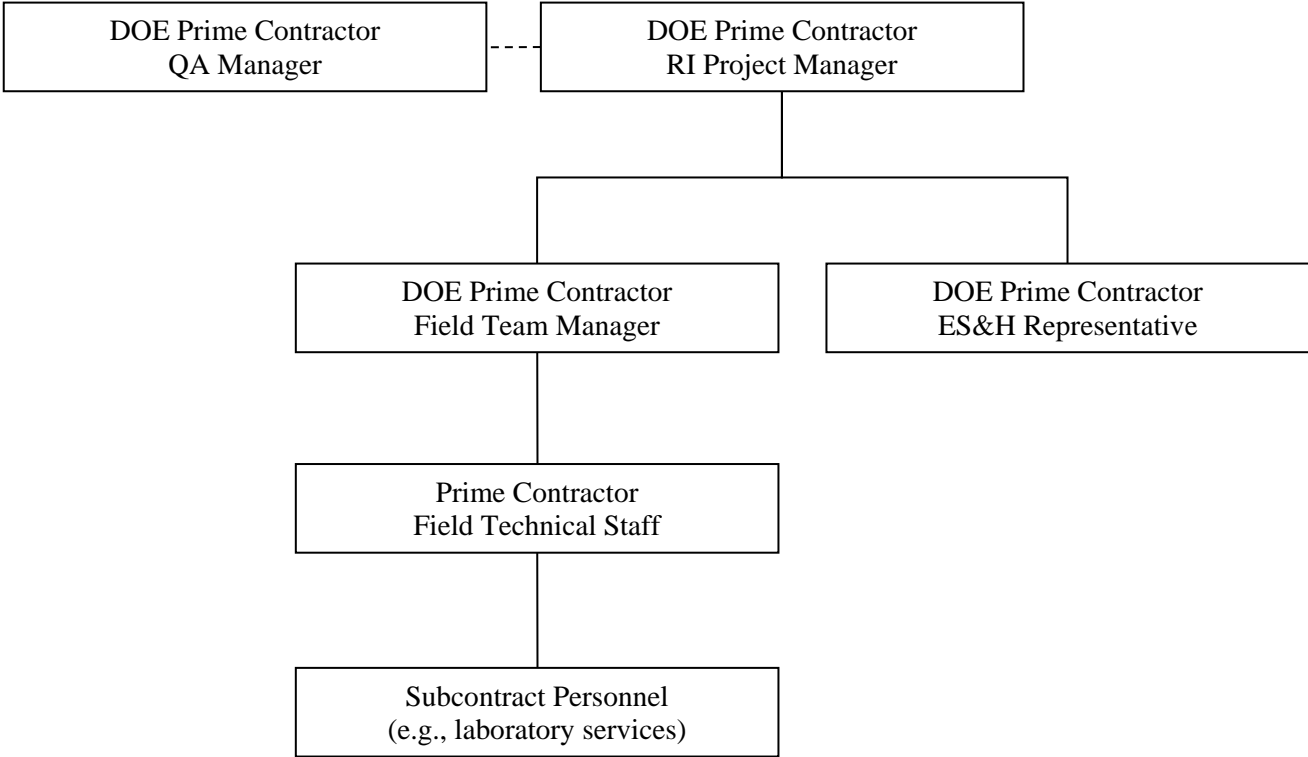 DOE Prime Contractor
QA Manager
DOE Prime Contractor
RI Project Manager
DOE Prime Contractor
Field Team Manager
DOE Prime Contractor
ES&H Representative
Prime Contractor
Field Technical Staff
Subcontract Personnel
(e.g., laboratory services)